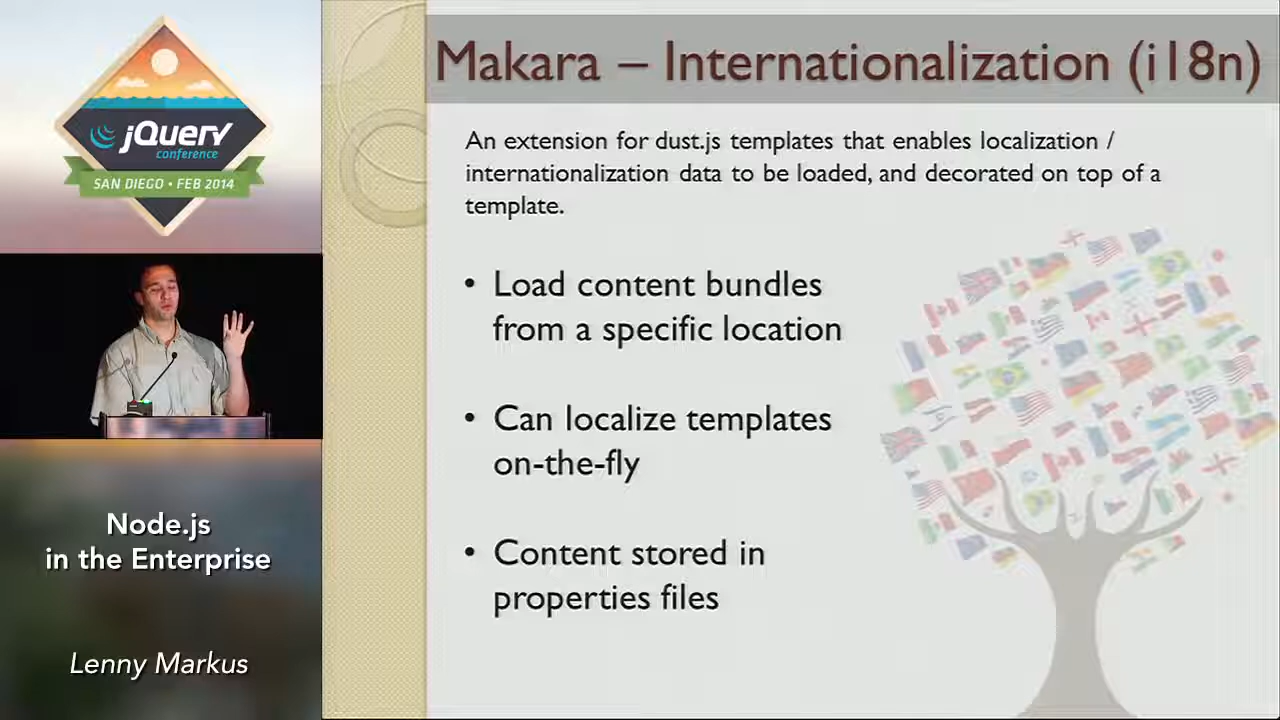 jQuery
conference
SAN DIEGO • FEB 2014
Node.js
in the Enterprise
Lenny Markus
Makara – Internationalization (i18n)
An extension for dust.js templates that enables localization /
internationalization data to be loaded, and decorated on top of a
template.
• Load content bundles
from a specific location
• Can localize templates
on-the-fly
• Content stored in
properties files